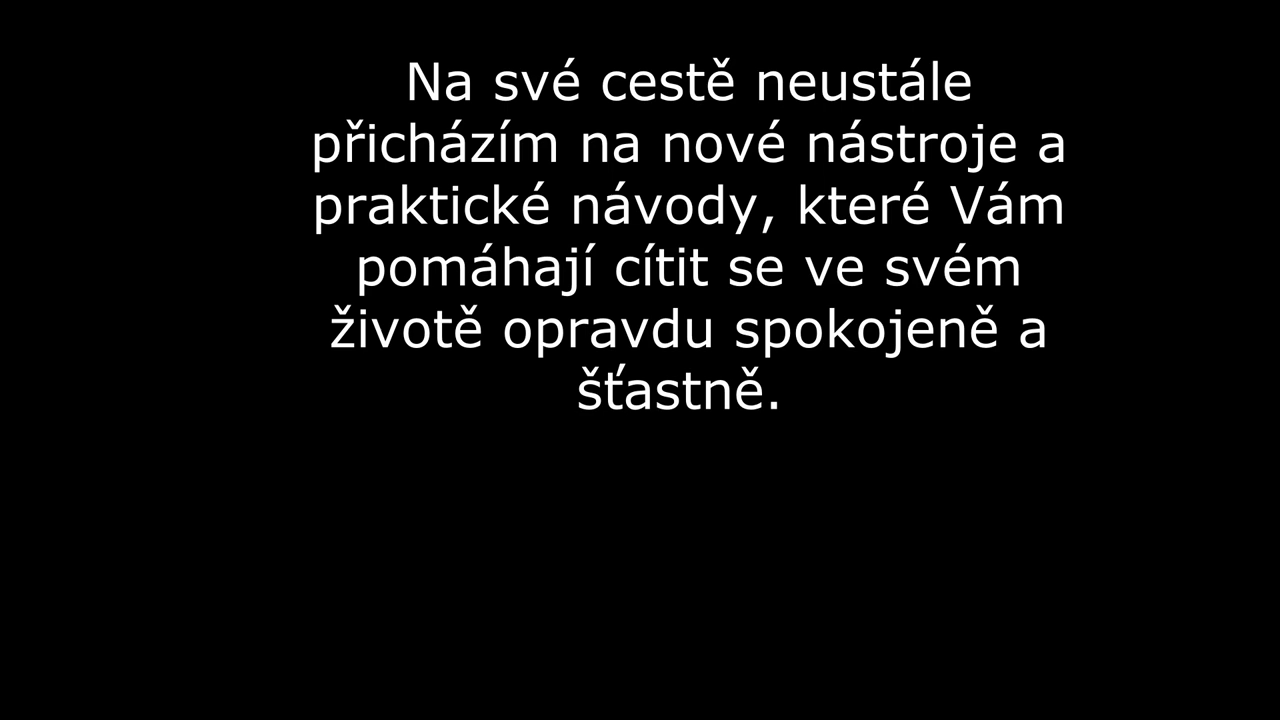 Na své cestě neustále
přicházím na nové nástroje a
praktické návody, které Vám
pomáhají cítit se ve svém
životě opravdu spokojeně a
šťastně.